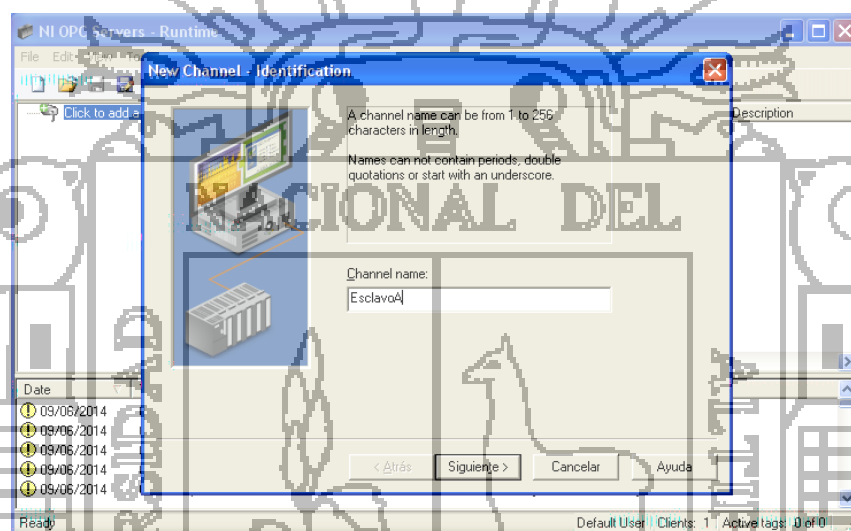 NI OPC Servers - Runtime
File Edit
New Channel - Identification
Click to add a
A channel name can be from 1 to 256
characters in length.
Names can not contain periods, double
quotations or start with an underscore.
Description
DEL
Channel name:
EsclavoA
Date
09/06/2014
09/06/2014
09/06/2014
09/06/2014
09/06/2014
< Atrás
Siguiente >
Cancelar
Ayuda
Ready
Default User Clients: 1 Active tags: 0 of 0